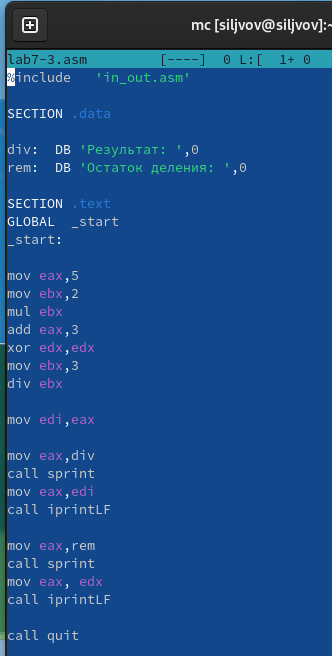 mc [siljvov@siljvov]:~
lab7-3.asm [----] 0 L:[ 1+ 0
%include 'in_out.asm'
SECTION .data
div: DB 'Результат: ',0
rem: DB 'Остаток деления: ',0
SECTION .text
GLOBAL _start
_start:
mov eax,5
mov ebx,2
mul ebx
add eax,3
xor edx,edx
mov ebx,3
div ebx
mov edi,eax
mov eax,div
call sprint
mov eax,edi
call iprintLF
mov eax,rem
call sprint
mov eax, edx
call iprintLF
call quit